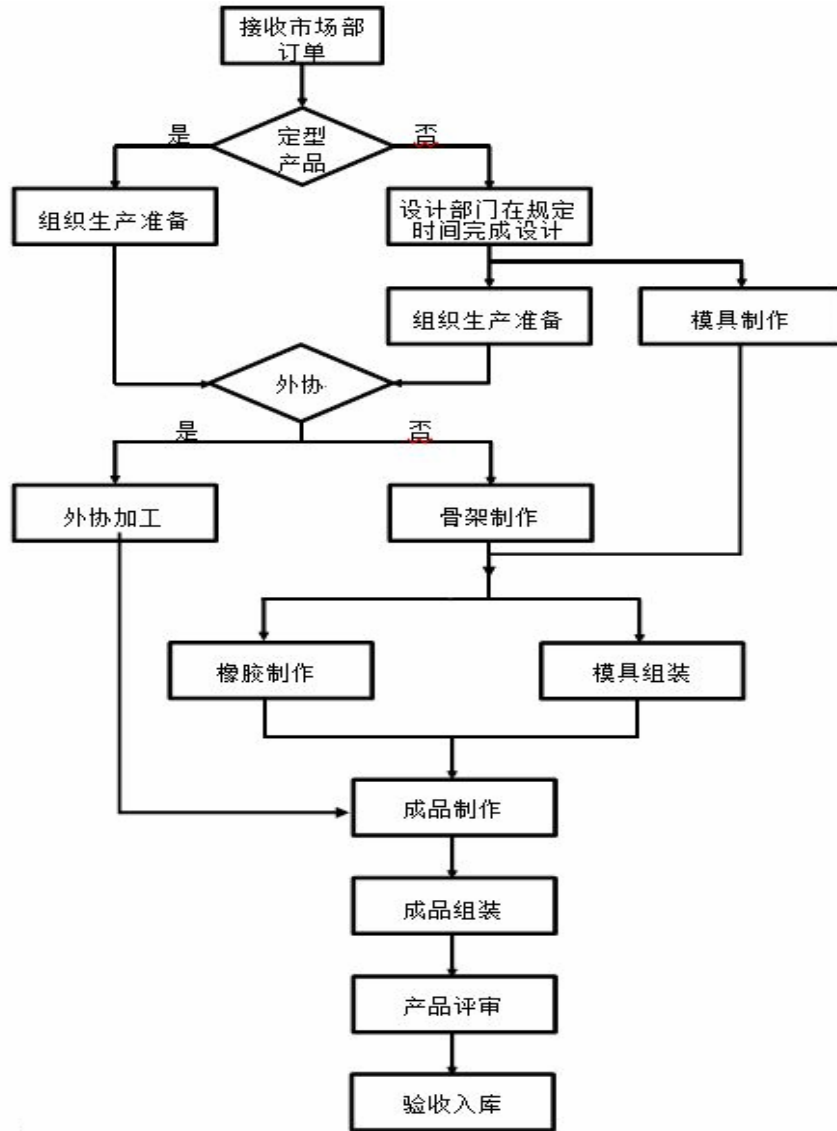 接收市场部
订单
是
定型
产品
否
组织生产准备
设计部门在规定
时间完成设计
组织生产准备
模具制作
外协
是
否
外协加工
骨架制作
橡胶制作
模具组装
成品制作
成品组装
产品评审
验收入库